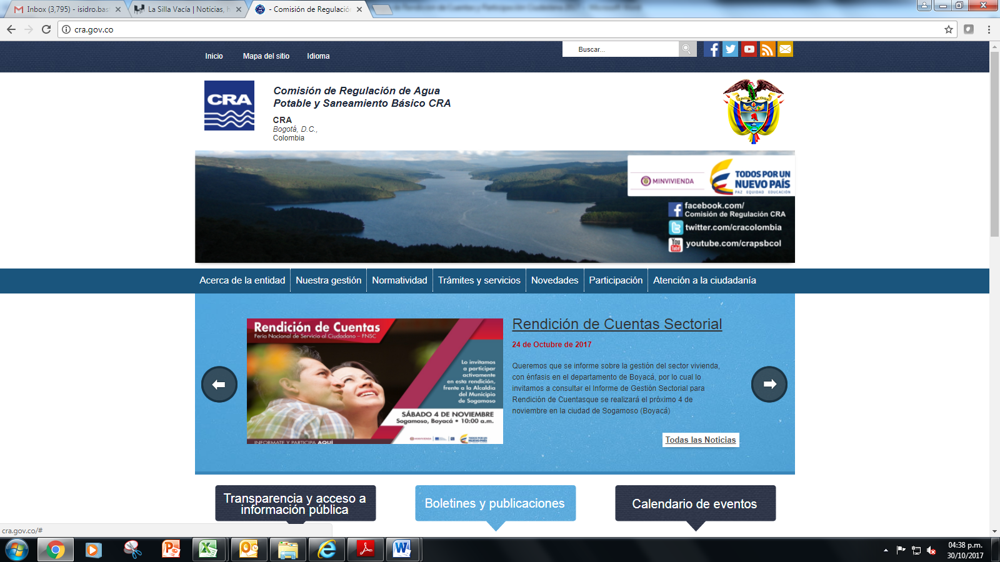 Inbox (3,795) - isidro.bas
La Silla Vacía | Noticias, h
- Comisión de Regulació
cra.gov.co
Inicio
Mapa del sitio
Idioma
Buscar...
CRA
Comisión de Regulación de Agua
Potable y Saneamiento Básico CRA
CRA
Bogotá, D.C.,
Colombia
MINVIVIENDA
TODOS POR UN
NUEVO PAÍS
PAZ EQUIDAD EDUCACIÓN
facebook.com/
Comisión de Regulación CRA
twitter.com/cracolombia
You
Tube
youtube.com/crapsbcol
Acerca de la entidad
Nuestra gestión
Normatividad
Trámites y servicios
Novedades
Participación
Atención a la ciudadanía
Rendición de Cuentas
Feria Nacional de Servicio al Ciudadano – FNSC
Lo invitamos
a participar
activamente
en esta rendición,
frente a la Alcaldía
del Municipio
de Sogamoso
SÁBADO 4 DE NOVIEMBRE
Sogamoso, Boyacá • 10:00 a.m.
INFORMATE Y PARTICIPA AQUÍ
MINVIVIENDA
TODOS POR UN
NUEVO PAÍS
Rendición de Cuentas Sectorial
24 de Octubre de 2017
Queremos que se informe sobre la gestión del sector vivienda,
con énfasis en el departamento de Boyacá, por lo cual lo
invitamos a consultar el Informe de Gestión Sectorial para
Rendición de Cuentasque se realizará el próximo 4 de
noviembre en la ciudad de Sogamoso (Boyacá)
Todas las Noticias
Transparencia y acceso a
información pública
Boletines y publicaciones
Calendario de eventos
cra.gov.co/#
04:38 p.m.
30/10/2017